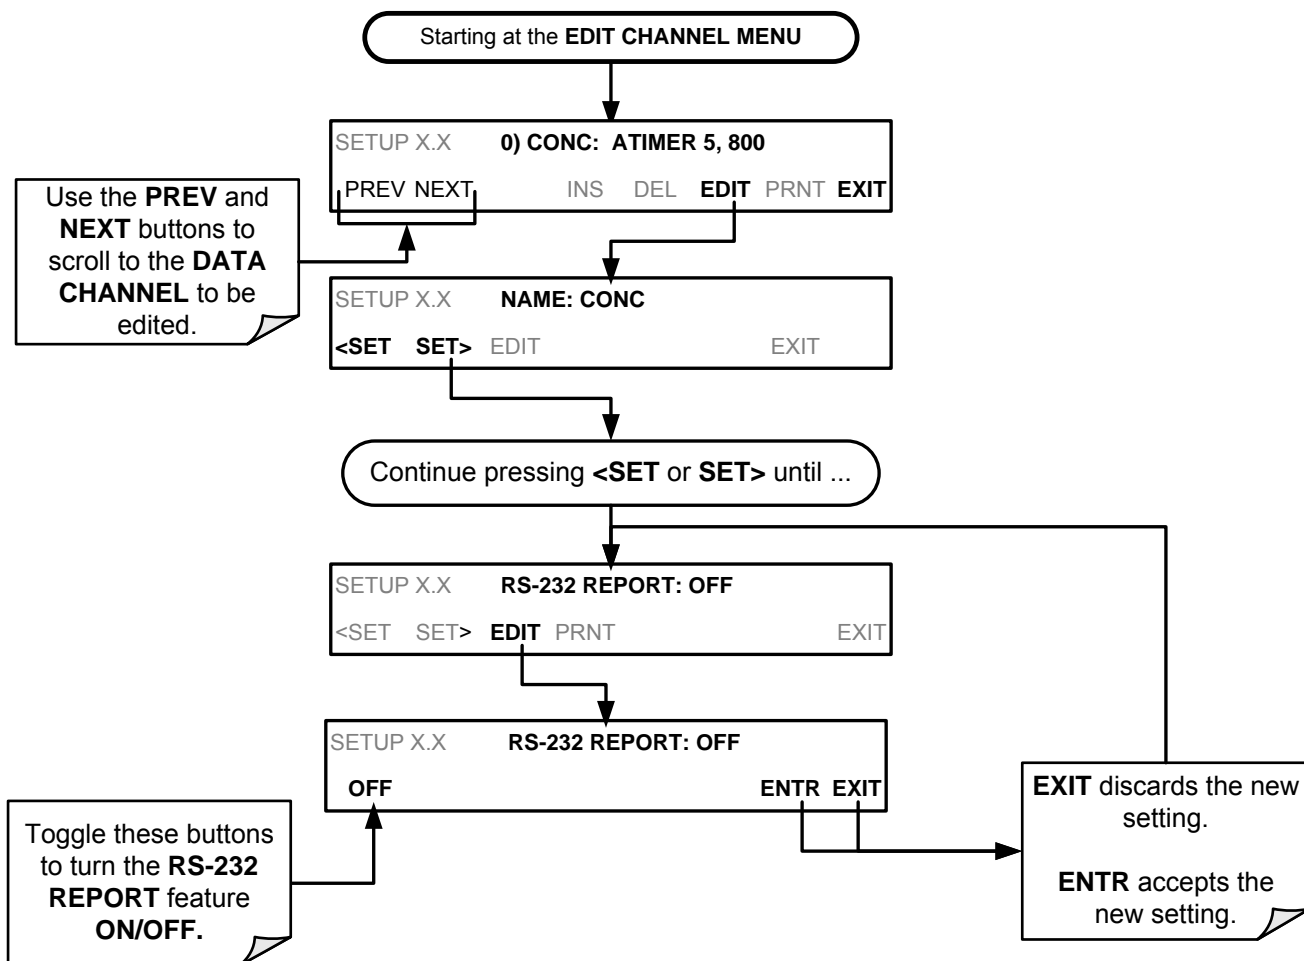 Starting at the EDIT CHANNEL MENU
SETUP X.X 0) CONC: ATIMER 5, 800
PREV NEXT INS DEL EDIT PRNT EXIT
Use the PREV and
NEXT buttons to
scroll to the DATA
CHANNEL to be
edited.
SETUP X.X NAME: CONC
<SET SET> EDIT EXIT
Continue pressing <SET or SET> until ...
SETUP X.X RS-232 REPORT: OFF
<SET SET> EDIT PRNT EXIT
SETUP X.X RS-232 REPORT: OFF
OFF ENTR EXIT
Toggle these buttons
to turn the RS-232
REPORT feature
ON/OFF.
EXIT discards the new
setting.
ENTR accepts the
new setting.